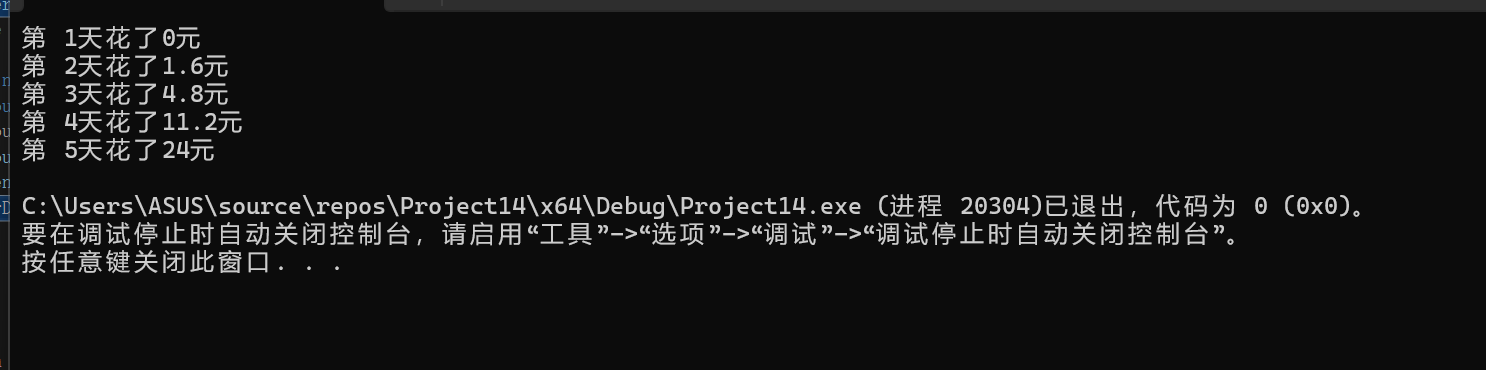 第 1天花了0元
第 2天花了1.6元
第 3天花了4.8元
第 4天花了11.2元
第 5天花了24元
C:\Users\ASUS\source\repos\Project14\x64\Debug\Project14.exe (进程 20304)已退出，代码为 0 (0x0)。
要在调试停止时自动关闭控制台，请启用“工具”->“选项”->“调试”->“调试停止时自动关闭控制台”。
按任意键关闭此窗口. . .